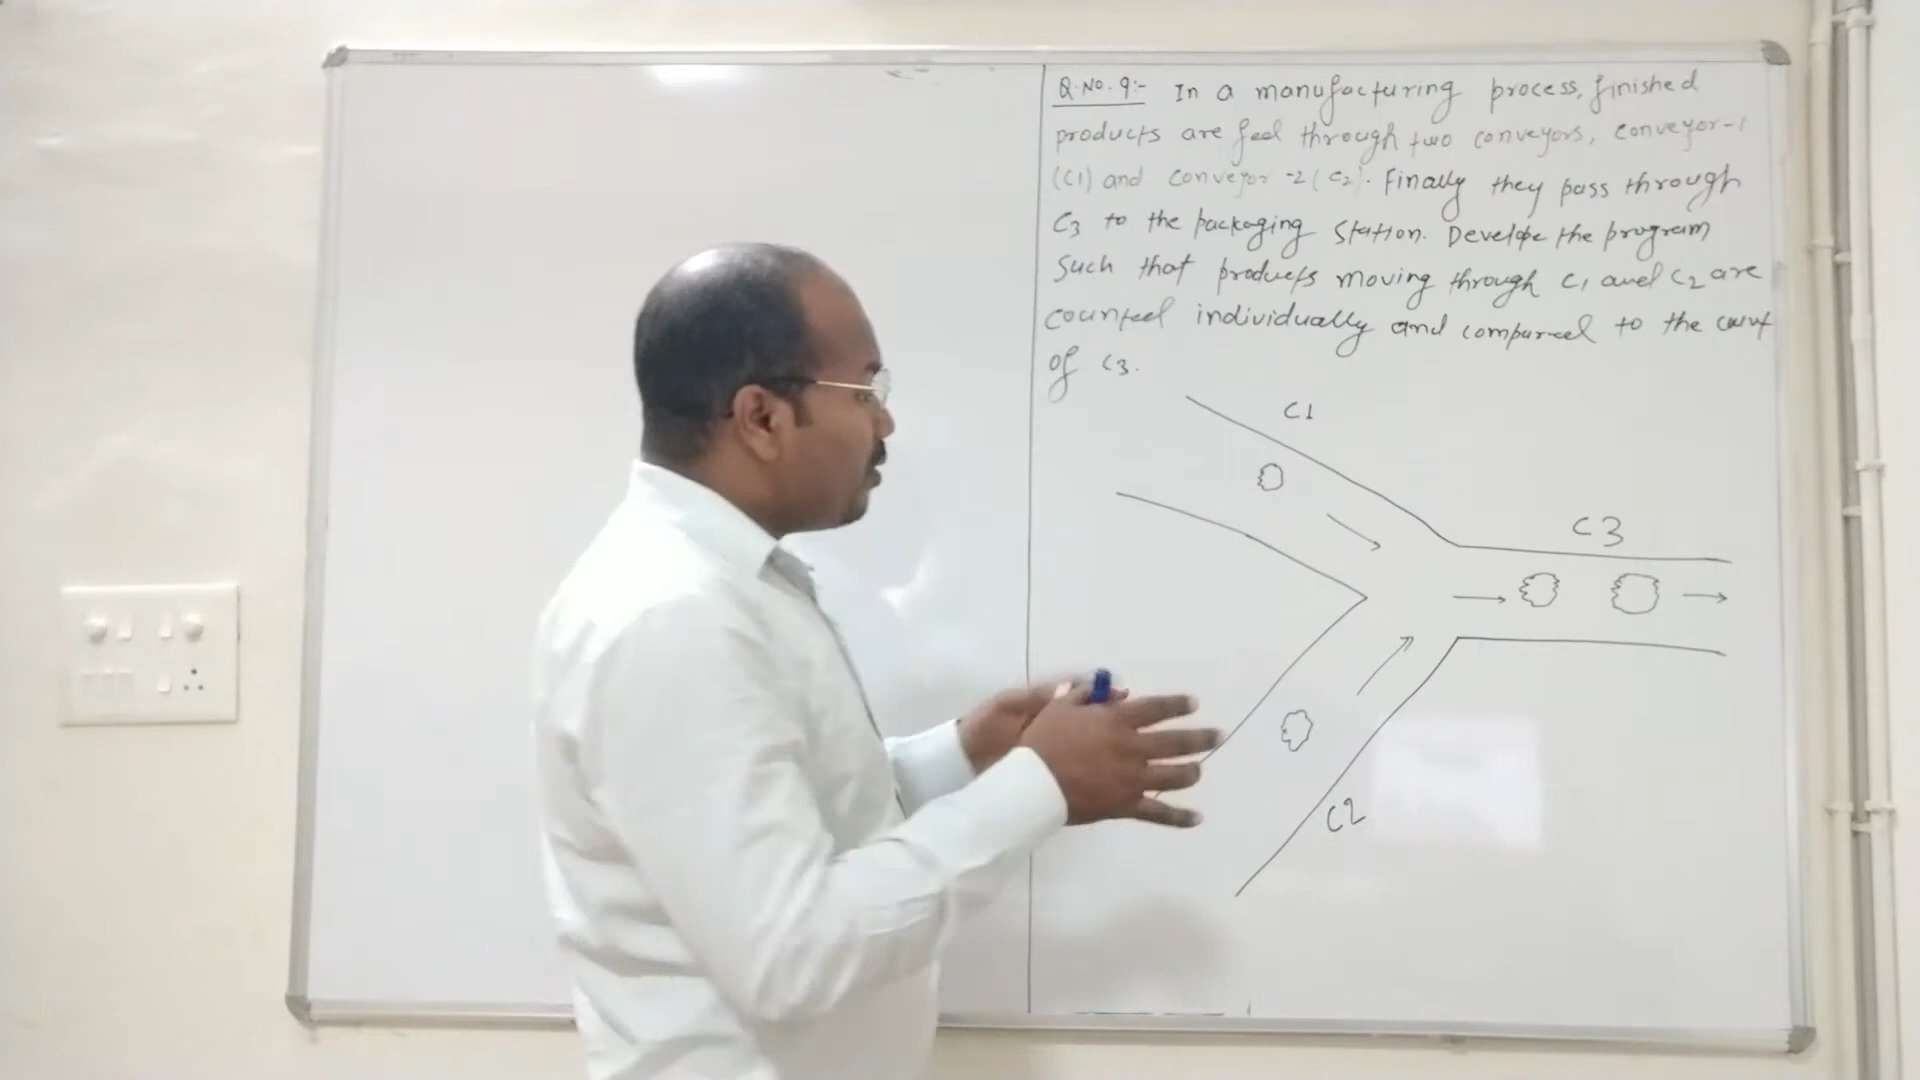 Q.No.9:- In a manufacturing process, finished
products are feed through two conveyors, conveyor-1
(C1) and conveyor-2 (C2). Finally they pass through
C3 to the packaging station. Develope the program
such that products moving through C1 and C2 are
counted individually and compared to the count
of C3.
C1
C3
C2